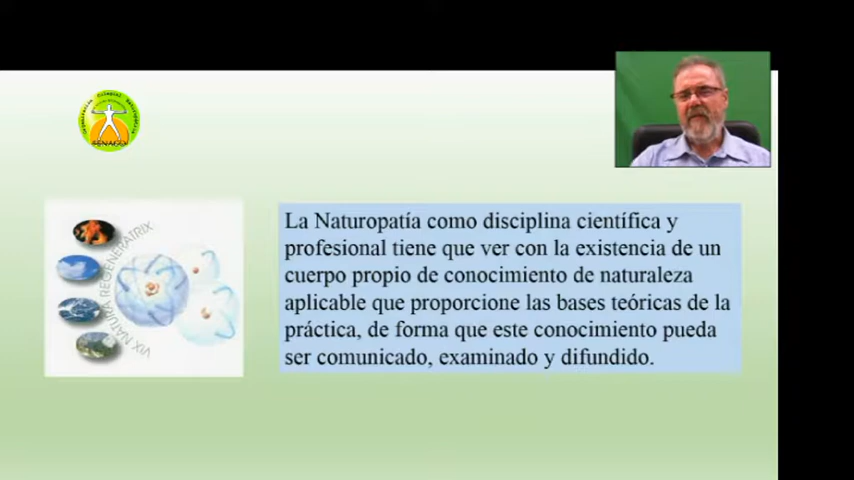 FENACO
VIX NATURA REGENERATRIX
La Naturopatía como disciplina científica y
profesional tiene que ver con la existencia de un
cuerpo propio de conocimiento de naturaleza
aplicable que proporcione las bases teóricas de la
práctica, de forma que este conocimiento pueda
ser comunicado, examinado y difundido.